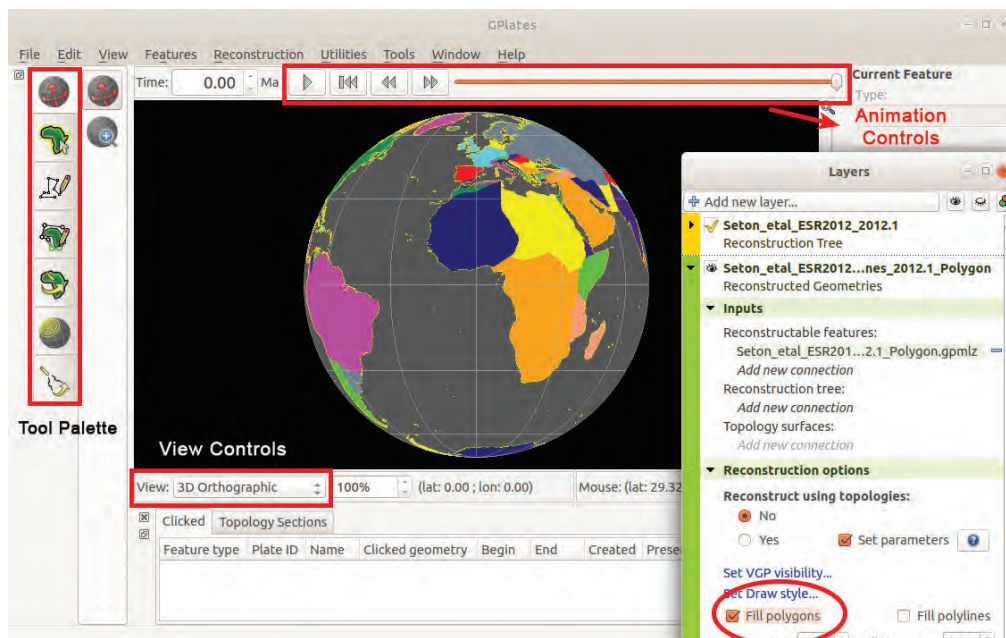 GPlates
File Edit View Features Reconstruction Utilities Tools Window Help
Time: 0.00 Ma
Current Feature
Type:
Animation
Controls
Layers
Add new layer...
Seton_etal_ESR2012_2012.1
Reconstruction Tree
Seton_etal_ESR2012...nes_2012.1_Polygon
Reconstructed Geometries
Inputs
Reconstructable features:
Seton_etal_ESR201...2.1_Polygon.gpmlz
Add new connection
Reconstruction tree:
Add new connection
Topology surfaces:
Add new connection
Reconstruction options
Reconstruct using topologies:
No
Yes Set parameters
Set VGP visibility...
Set Draw style...
Fill polygons Fill polylines
Tool Palette
View Controls
View: 3D Orthographic 100% (lat: 0.00 ; lon: 0.00) Mouse: (lat: 29.32
Clicked Topology Sections
Feature type Plate ID Name Clicked geometry Begin End Created Prese